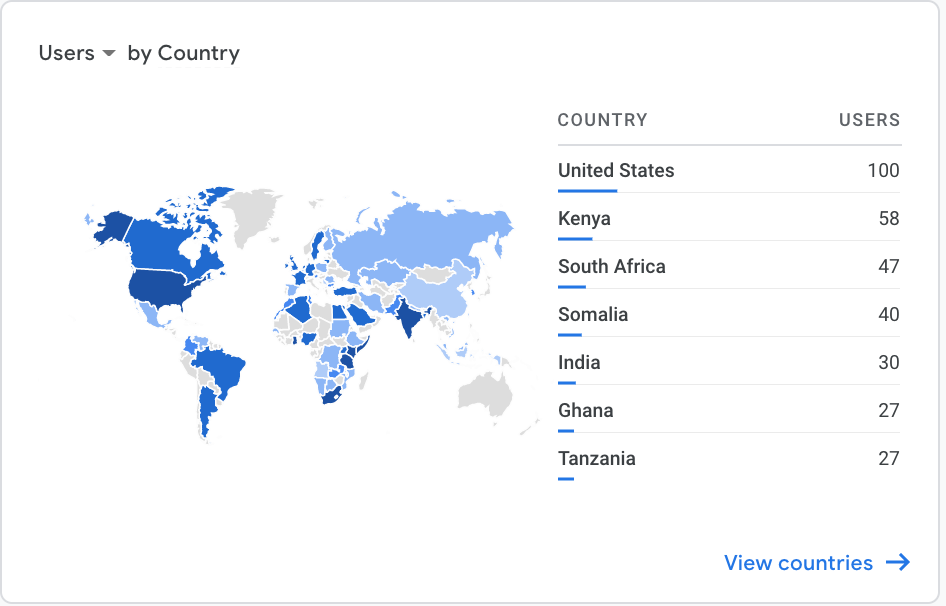 Users by Country
COUNTRY USERS
United States 100
Kenya 58
South Africa 47
Somalia 40
India 30
Ghana 27
Tanzania 27
View countries